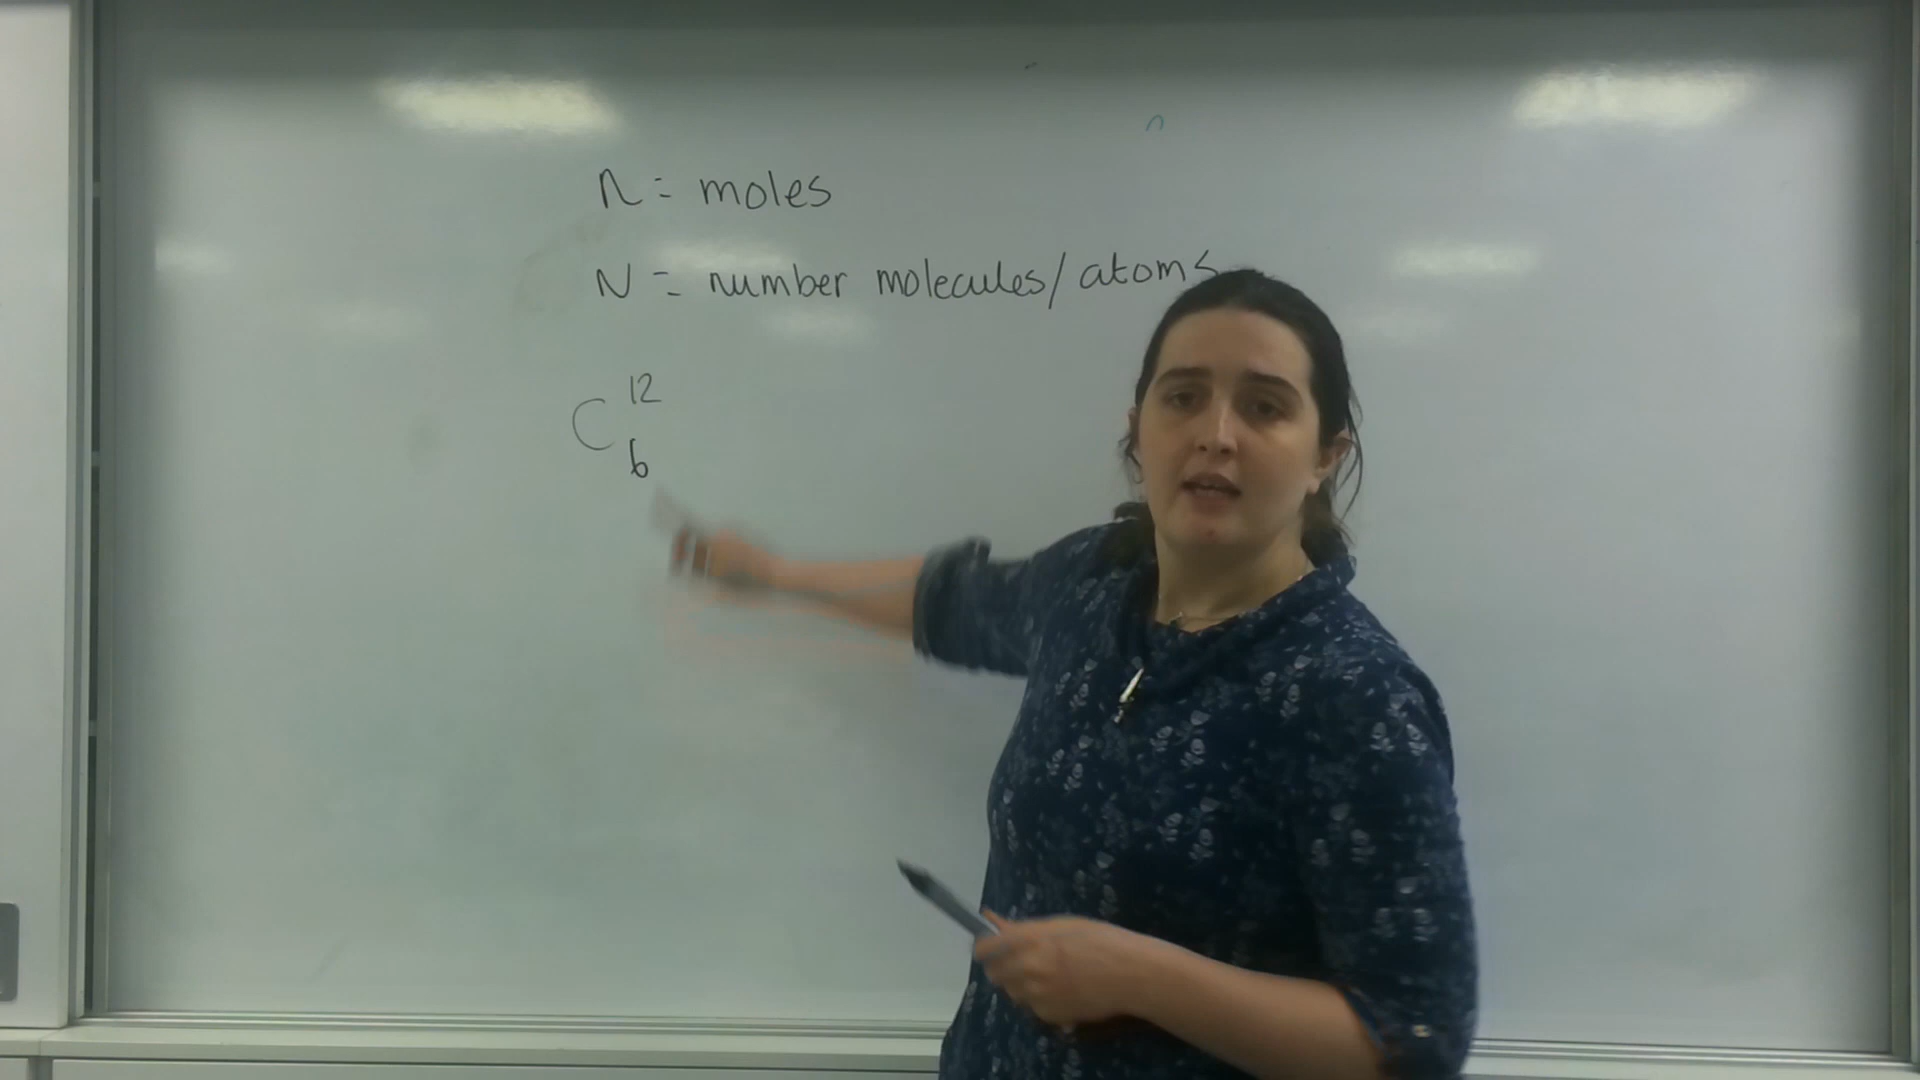 n = moles
N = number molecules/atoms
C 12 6
n